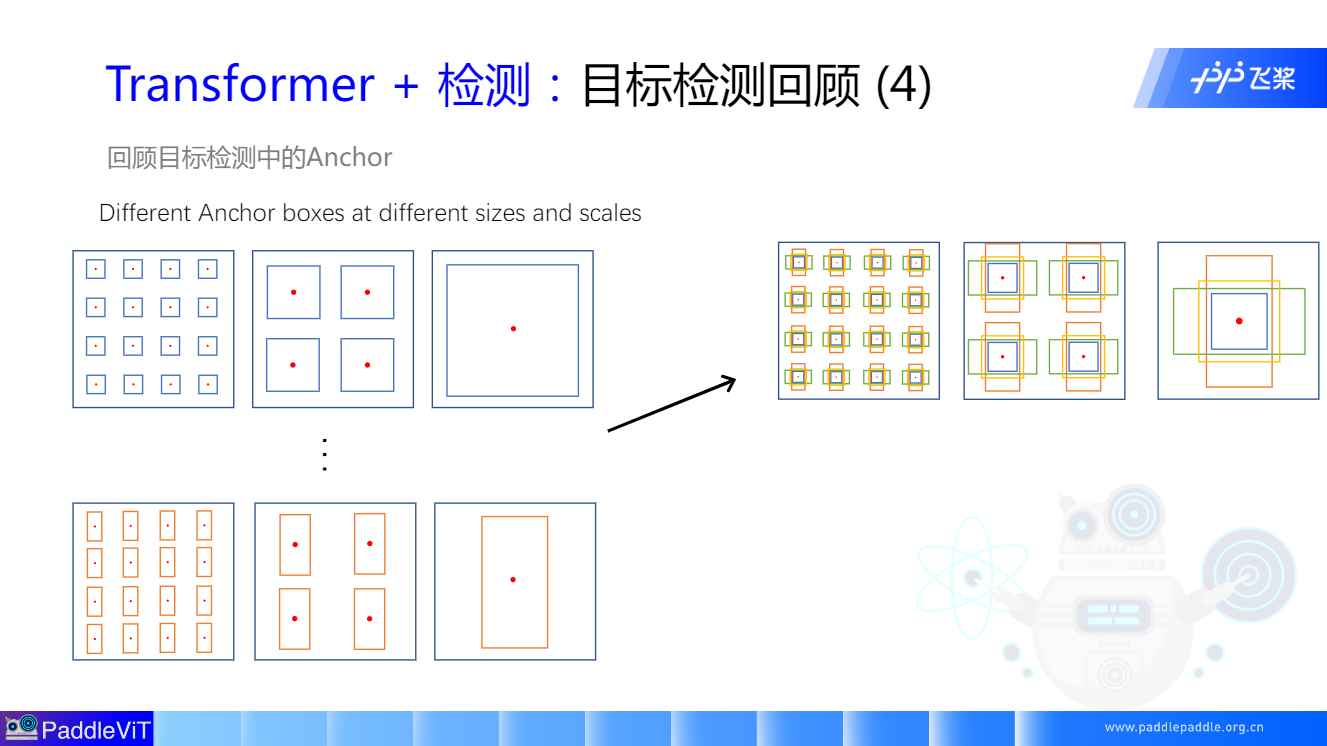 Transformer + 检测：目标检测回顾 (4)
飞桨
回顾目标检测中的Anchor
Different Anchor boxes at different sizes and scales
PaddleViT
www.paddlepaddle.org.cn